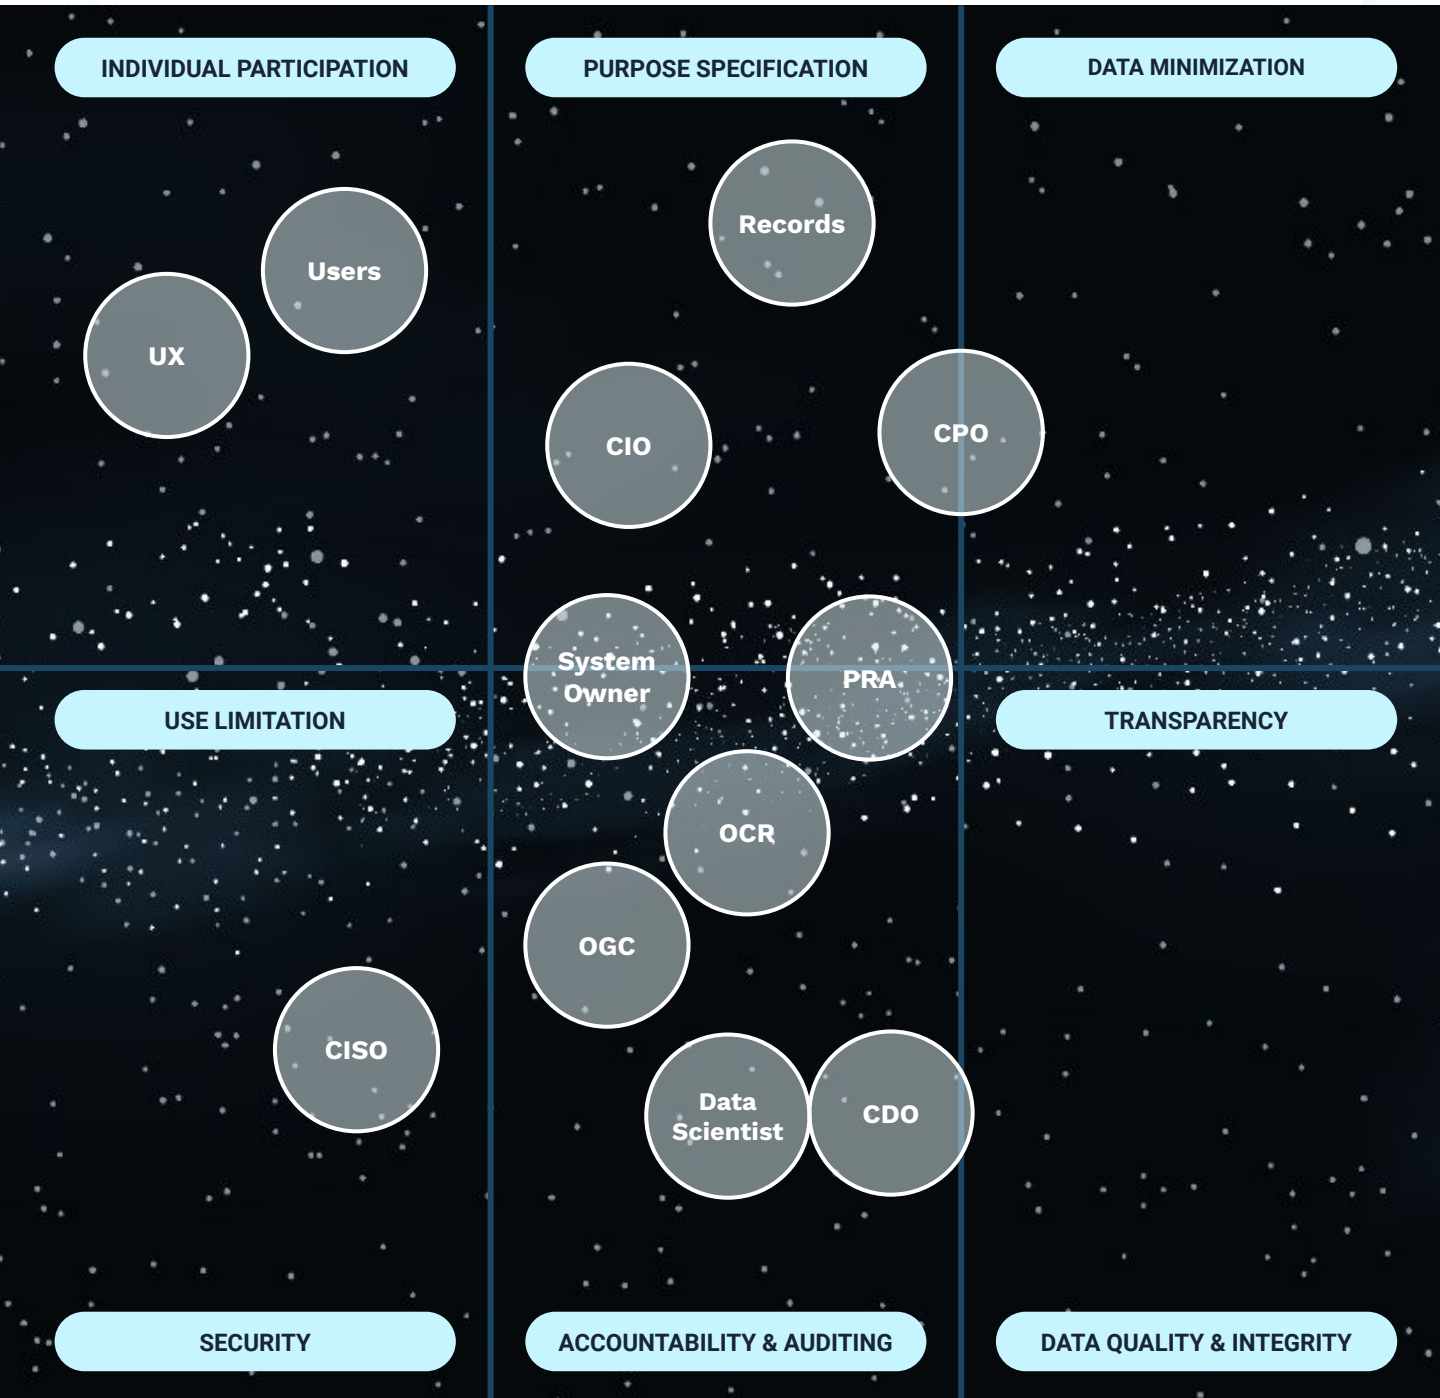 INDIVIDUAL PARTICIPATION
PURPOSE SPECIFICATION
DATA MINIMIZATION
Records
Users
UX
CIO
CPO
System
Owner
PRA
USE LIMITATION
TRANSPARENCY
OCR
OGC
CISO
Data
Scientist
CDO
SECURITY
ACCOUNTABILITY & AUDITING
DATA QUALITY & INTEGRITY